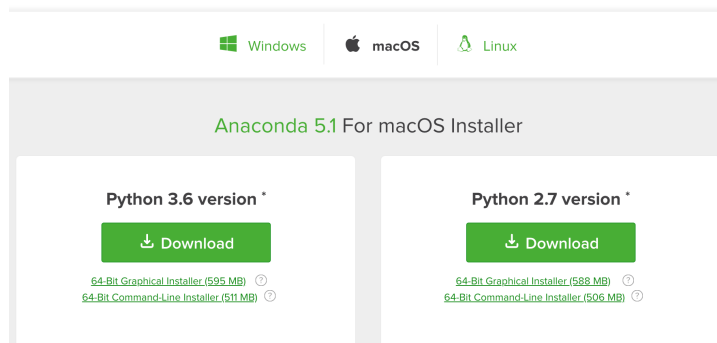 Windows macOS Linux
Anaconda 5.1 For macOS Installer
Python 3.6 version *
Download
64-Bit Graphical Installer (595 MB) ?
64-Bit Command-Line Installer (511 MB) ?
Python 2.7 version *
Download
64-Bit Graphical Installer (588 MB) ?
64-Bit Command-Line Installer (506 MB) ?